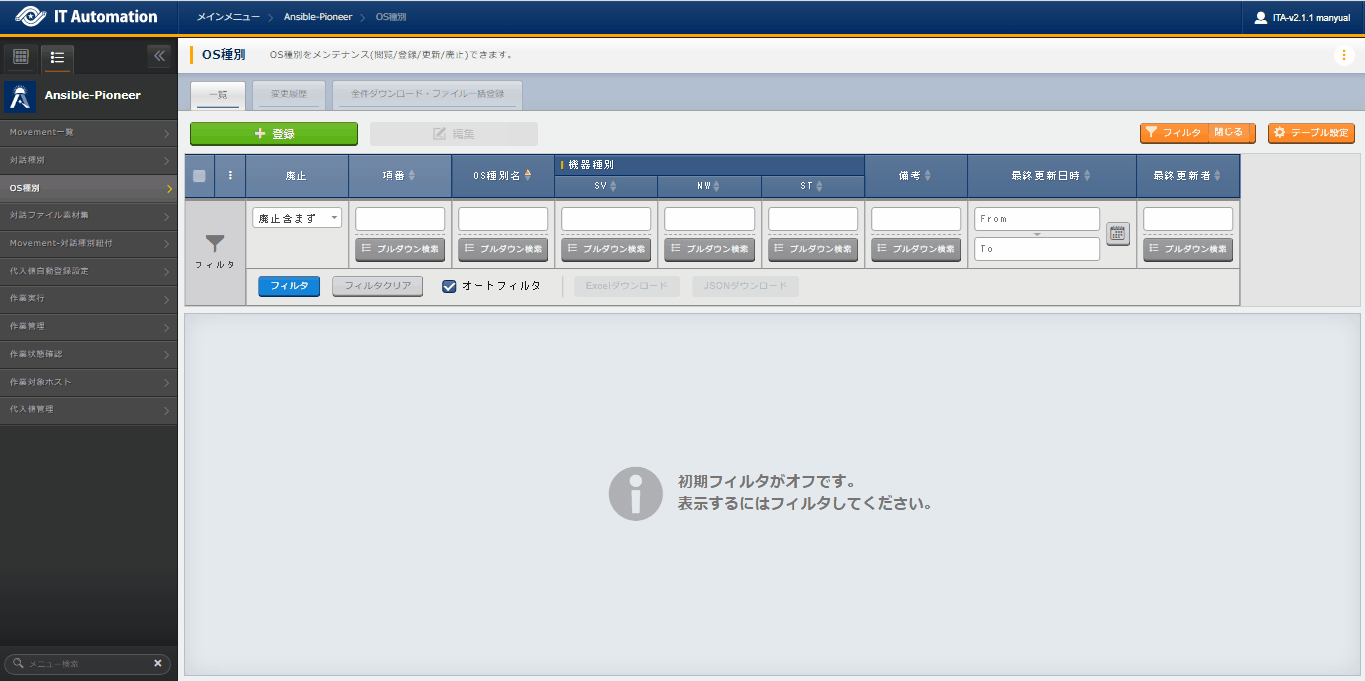 IT Automation
メインメニュー
Ansible-Pioneer
OS種別
ITA-v2.1.1 manyual
OS種別
OS種別をメンテナンス(閲覧/登録/更新/廃止)できます。
Ansible-Pioneer
Movement一覧
対話種別
OS種別
対話ファイル素材集
Movement-対話種別紐付
代入値自動登録設定
作業実行
作業管理
作業状態確認
作業対象ホスト
代入値管理
メニュー検索
一覧
変更履歴
全件ダウンロード・ファイル一括登録
登録
編集
フィルタ 閉じる
テーブル設定
廃止
項番
OS種別名
機器種別
SV
NW
ST
備考
最終更新日時
最終更新者
フィルタ
廃止含まず
プルダウン検索
プルダウン検索
プルダウン検索
プルダウン検索
プルダウン検索
プルダウン検索
From
To
プルダウン検索
フィルタ
フィルタクリア
オートフィルタ
Excelダウンロード
JSONダウンロード
初期フィルタがオフです。
表示するにはフィルタしてください。